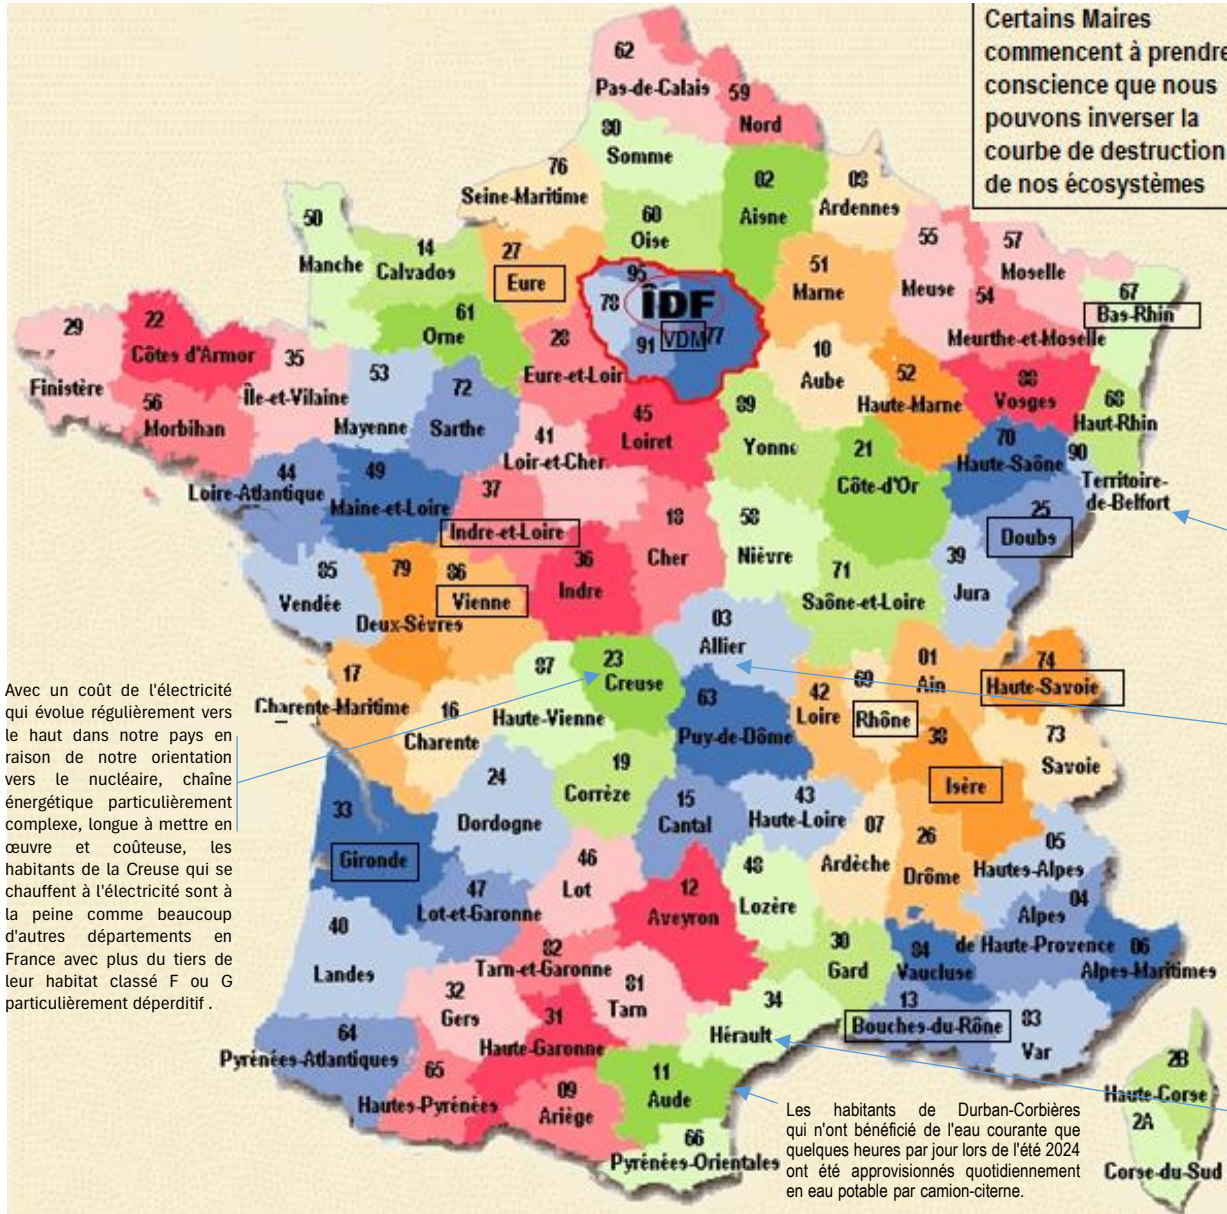 Certains Maires
commencent à prendre
conscience que nous
pouvons inverser la
courbe de destruction
de nos écosystèmes
62
Pas-de-Calais
59
Nord
80
Somme
76
Seine-Maritime
02
Aisne
08
Ardennes
60
Oise
50
Manche
14
Calvados
27
Eure
95
78
ÎDF
91
VDM
77
51
Marne
55
Meuse
57
Moselle
54
Meurthe-et-Moselle
67
Bas-Rhin
61
Orne
28
Eure-et-Loir
10
Aube
52
Haute-Marne
88
Vosges
68
Haut-Rhin
29
Finistère
22
Côtes d'Armor
35
Île-et-Vilaine
56
Morbihan
53
Mayenne
72
Sarthe
41
Loir-et-Cher
45
Loiret
89
Yonne
21
Côte-d'Or
70
Haute-Saône
90
Territoire-
de-Belfort
44
Loire-Atlantique
49
Maine-et-Loire
37
Indre-et-Loire
18
Cher
58
Nièvre
25
Doubs
39
Jura
85
Vendée
79
Deux-Sèvres
86
Vienne
36
Indre
71
Saône-et-Loire
03
Allier
17
Charente-Maritime
16
Charente
87
Haute-Vienne
23
Creuse
63
Puy-de-Dôme
42
Loire
69
Rhône
01
Ain
74
Haute-Savoie
73
Savoie
38
Isère
Avec un coût de l'électricité
qui évolue régulièrement vers
le haut dans notre pays en
raison de notre orientation
vers le nucléaire, chaîne
énergétique particulièrement
complexe, longue à mettre en
œuvre et coûteuse, les
habitants de la Creuse qui se
chauffent à l'électricité sont à
la peine comme beaucoup
d'autres départements en
France avec plus du tiers de
leur habitat classé F ou G
particulièrement déperditif .
33
Gironde
24
Dordogne
19
Corrèze
15
Cantal
43
Haute-Loire
07
Ardèche
26
Drôme
05
Hautes-Alpes
40
Landes
47
Lot-et-Garonne
46
Lot
12
Aveyron
48
Lozère
30
Gard
84
Vaucluse
04
Alpes
de Haute-Provence
06
Alpes-Maritimes
82
Tarn-et-Garonne
32
Gers
81
Tarn
31
Haute-Garonne
34
Hérault
13
Bouches-du-Rône
83
Var
64
Pyrénées-Atlantiques
65
Hautes-Pyrénées
09
Ariège
11
Aude
66
Pyrénées-Orientales
2B
Haute-Corse
2A
Corse-du-Sud
Les habitants de Durban-Corbières
qui n'ont bénéficié de l'eau courante que
quelques heures par jour lors de l'été 2024
ont été approvisionnés quotidiennement
en eau potable par camion-citerne.